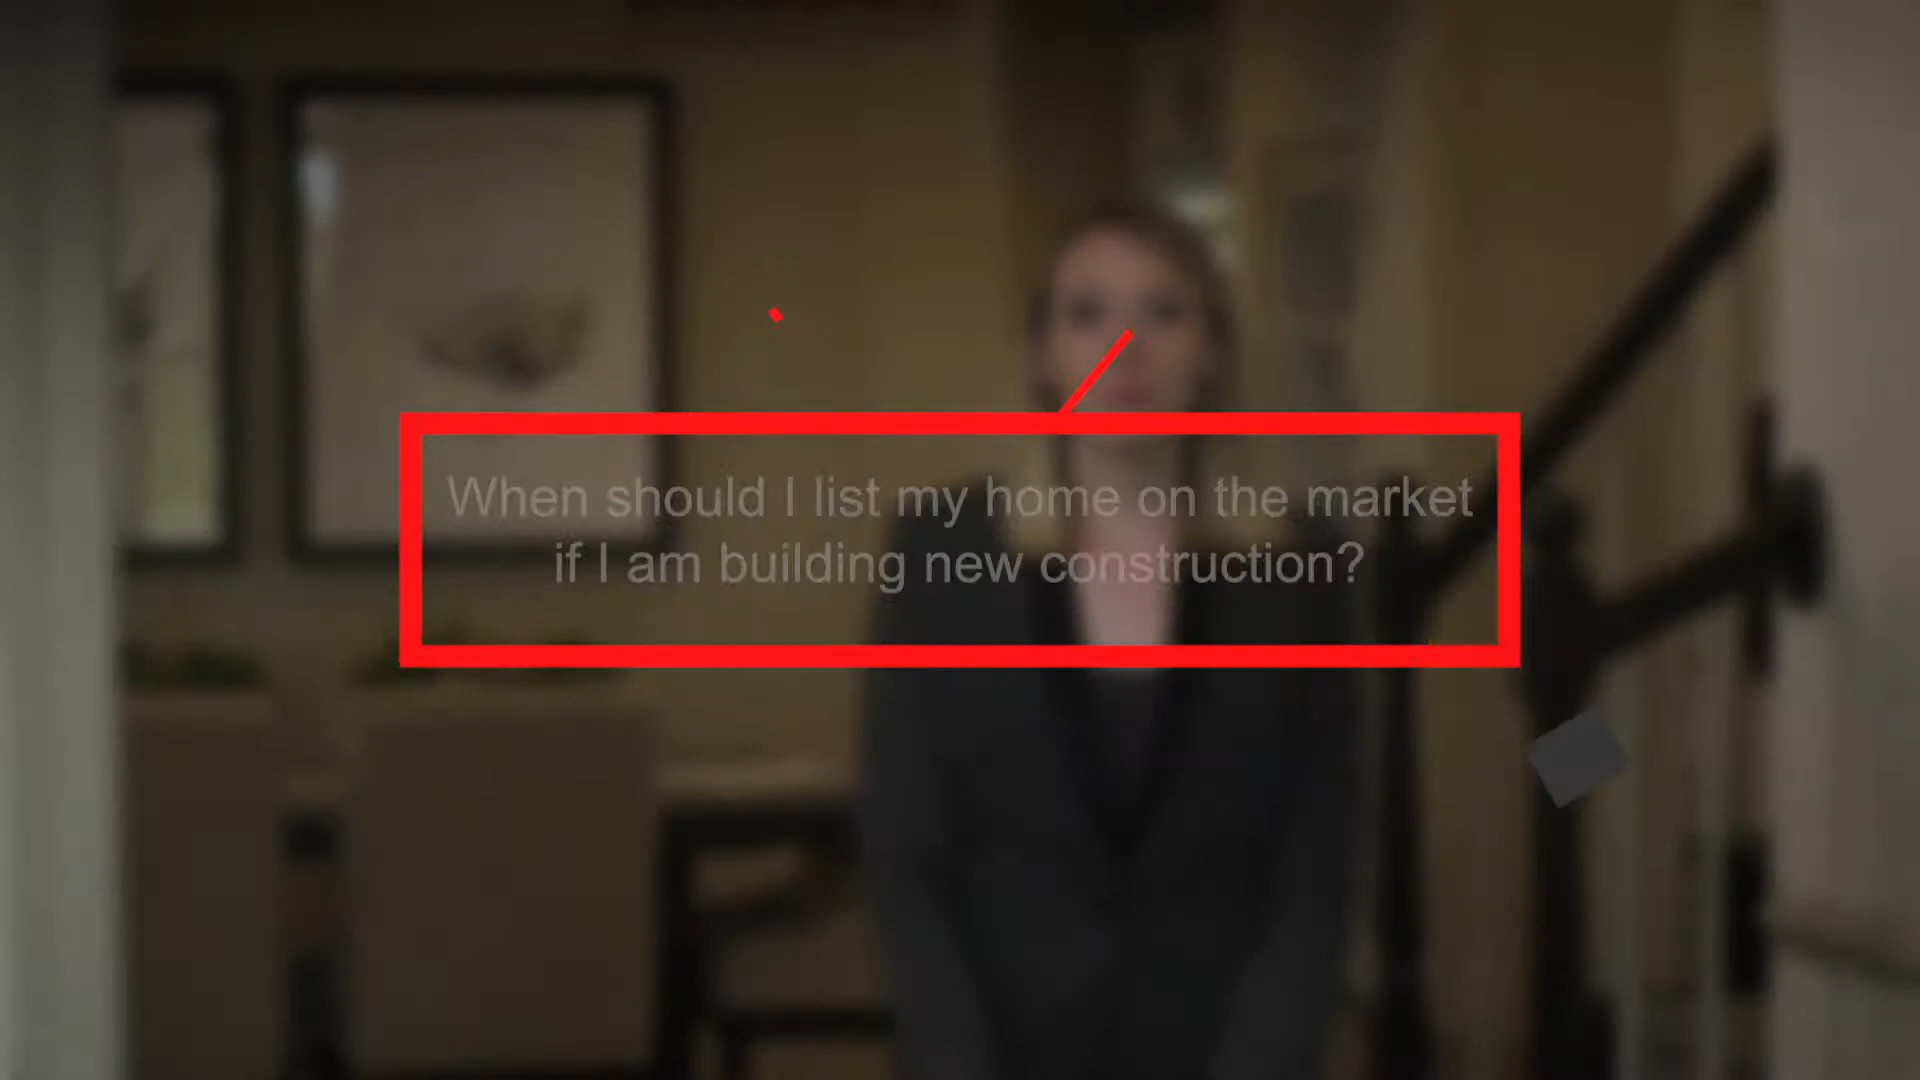 When should I list my home on the market
if I am building new construction?